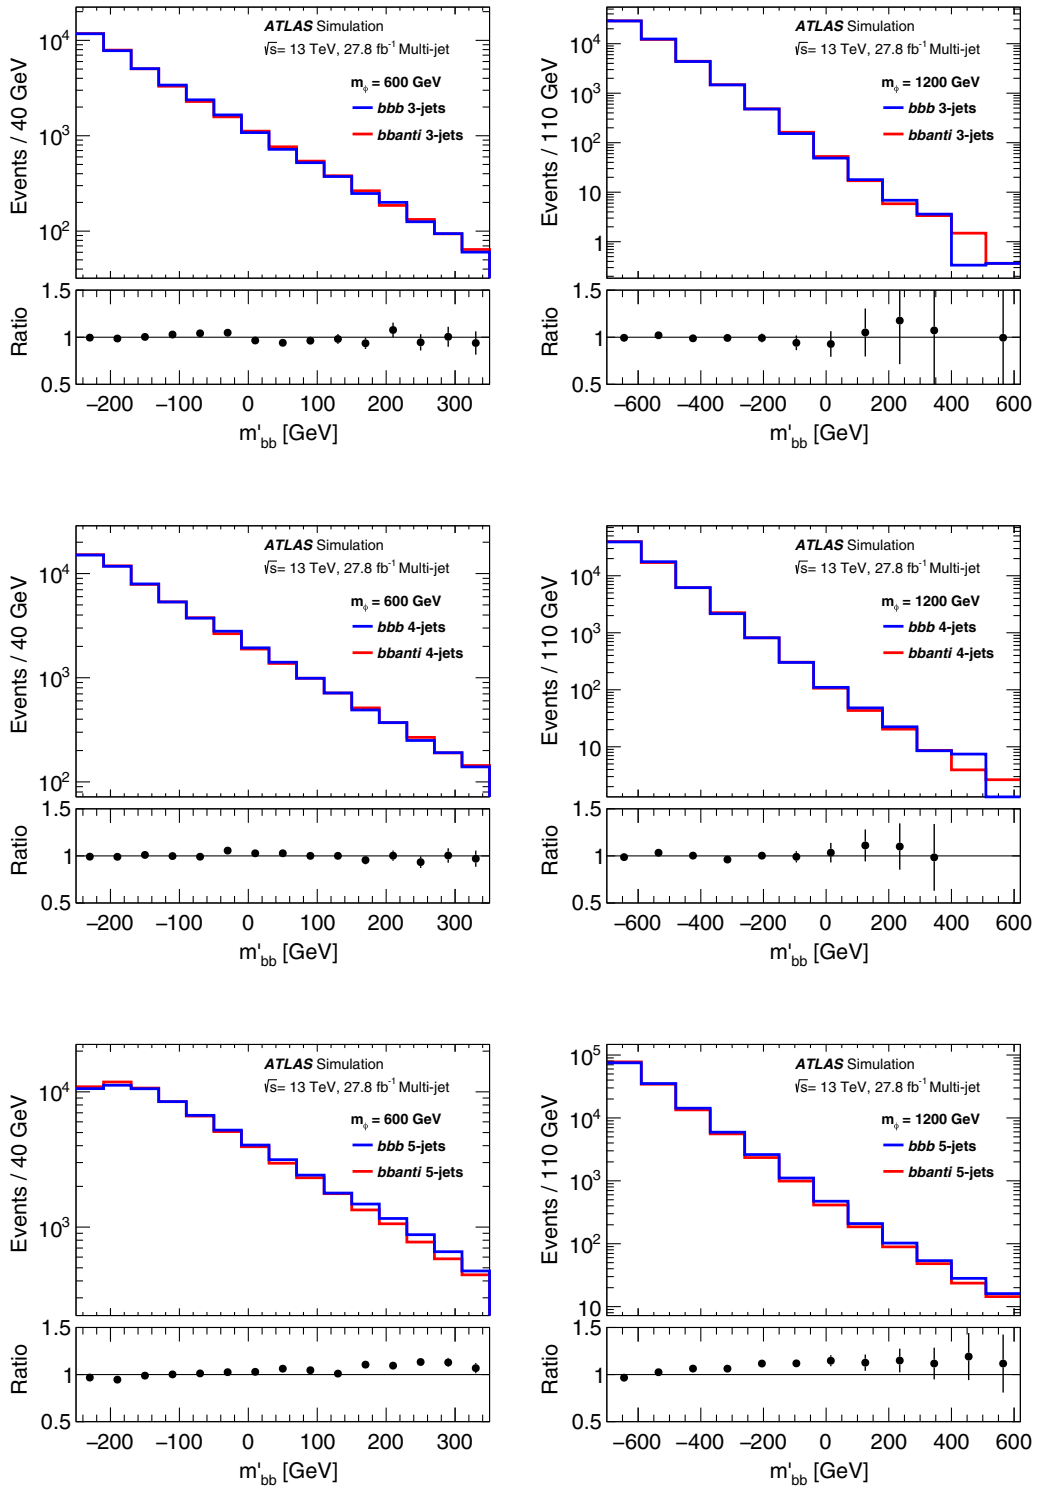 ATLAS Simulation
√s= 13 TeV, 27.8 fb⁻¹ Multi-jet
m_ϕ = 600 GeV
bbb 3-jets
bbanti 3-jets
Events / 40 GeV
10⁴
10³
10²
Ratio
1.5
1
0.5
−200 −100 0 100 200 300
m'_bb [GeV]
ATLAS Simulation
√s= 13 TeV, 27.8 fb⁻¹ Multi-jet
m_ϕ = 1200 GeV
bbb 3-jets
bbanti 3-jets
Events / 110 GeV
10⁴
10³
10²
10
1
Ratio
1.5
1
0.5
−600 −400 −200 0 200 400 600
m'_bb [GeV]
ATLAS Simulation
√s= 13 TeV, 27.8 fb⁻¹ Multi-jet
m_ϕ = 600 GeV
bbb 4-jets
bbanti 4-jets
Events / 40 GeV
10⁴
10³
10²
Ratio
1.5
1
0.5
−200 −100 0 100 200 300
m'_bb [GeV]
ATLAS Simulation
√s= 13 TeV, 27.8 fb⁻¹ Multi-jet
m_ϕ = 1200 GeV
bbb 4-jets
bbanti 4-jets
Events / 110 GeV
10⁴
10³
10²
10
Ratio
1.5
1
0.5
−600 −400 −200 0 200 400 600
m'_bb [GeV]
ATLAS Simulation
√s= 13 TeV, 27.8 fb⁻¹ Multi-jet
m_ϕ = 600 GeV
bbb 5-jets
bbanti 5-jets
Events / 40 GeV
10⁴
10³
Ratio
1.5
1
0.5
−200 −100 0 100 200 300
m'_bb [GeV]
ATLAS Simulation
√s= 13 TeV, 27.8 fb⁻¹ Multi-jet
m_ϕ = 1200 GeV
bbb 5-jets
bbanti 5-jets
Events / 110 GeV
10⁵
10⁴
10³
10²
10
Ratio
1.5
1
0.5
−600 −400 −200 0 200 400 600
m'_bb [GeV]